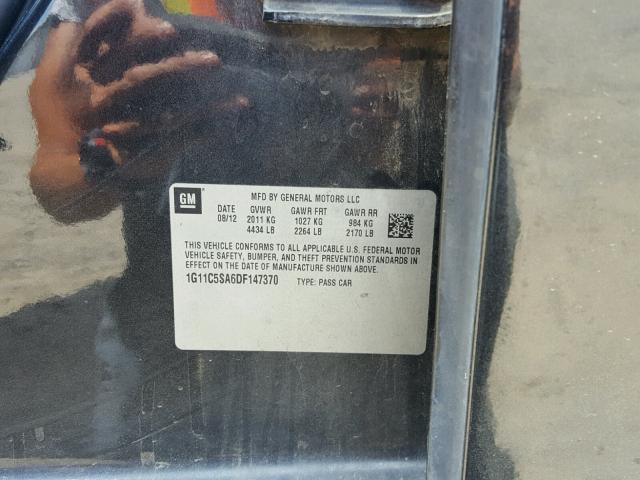 GM
MFD BY GENERAL MOTORS LLC
DATE GVWR GAWR FRT GAWR RR
08/12 2011 KG 1027 KG 984 KG
4434 LB 2264 LB 2170 LB
THIS VEHICLE CONFORMS TO ALL APPLICABLE U.S. FEDERAL MOTOR
VEHICLE SAFETY, BUMPER, AND THEFT PREVENTION STANDARDS IN
EFFECT ON THE DATE OF MANUFACTURE SHOWN ABOVE.
1G11C5SA6DF147370 TYPE: PASS CAR